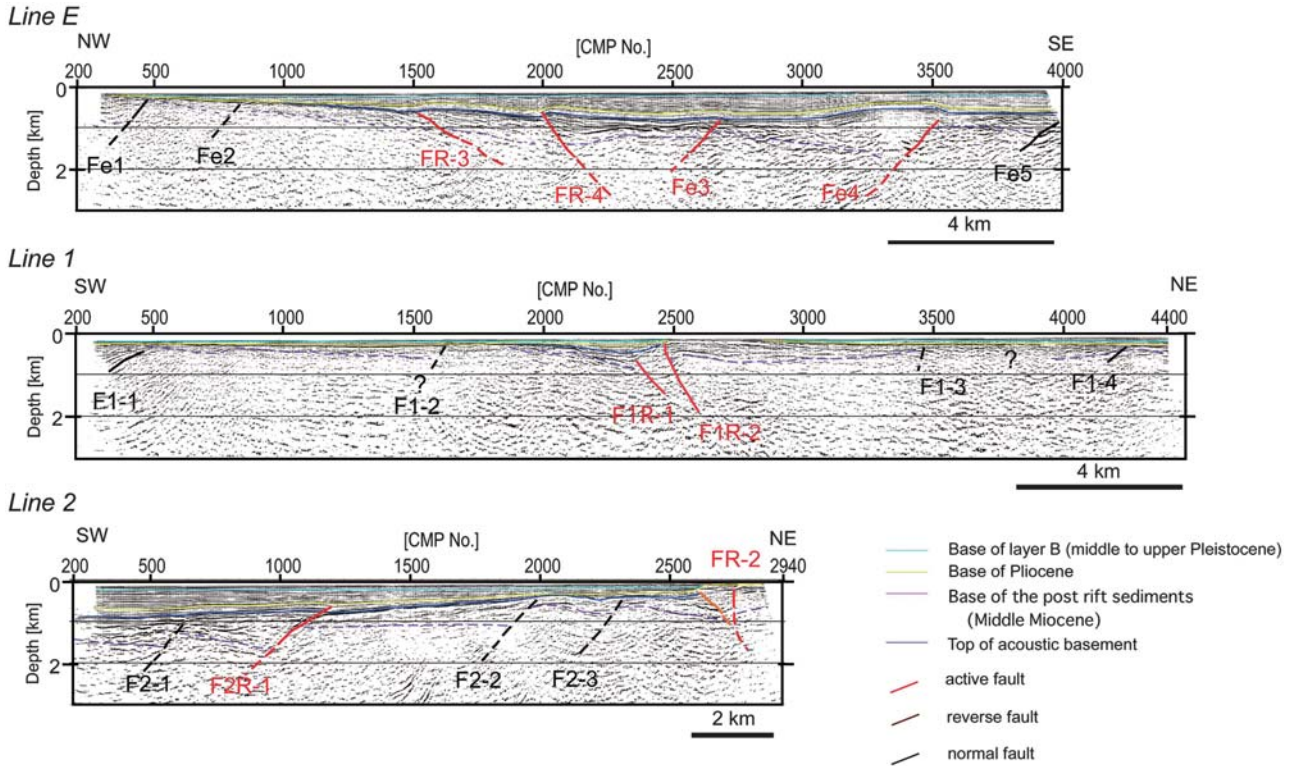 Line E
NW [CMP No.] SE
200 500 1000 1500 2000 2500 3000 3500 4000
0
Depth [km]
2
Fe1
Fe2
FR-3
FR-4
Fe3
Fe4
Fe5
4 km
Line 1
SW [CMP No.] NE
200 500 1000 1500 2000 2500 3000 3500 4000 4400
0
Depth [km]
2
E1-1
?
F1-2
F1R-1
F1R-2
F1-3
?
F1-4
4 km
Line 2
SW [CMP No.] FR-2 NE
200 500 1000 1500 2000 2500 2940
0 0
Depth [km]
2 2
F2-1
F2R-1
F2-2
F2-3
2 km
Base of layer B (middle to upper Pleistocene)
Base of Pliocene
Base of the post rift sediments
(Middle Miocene)
Top of acoustic basement
active fault
reverse fault
normal fault